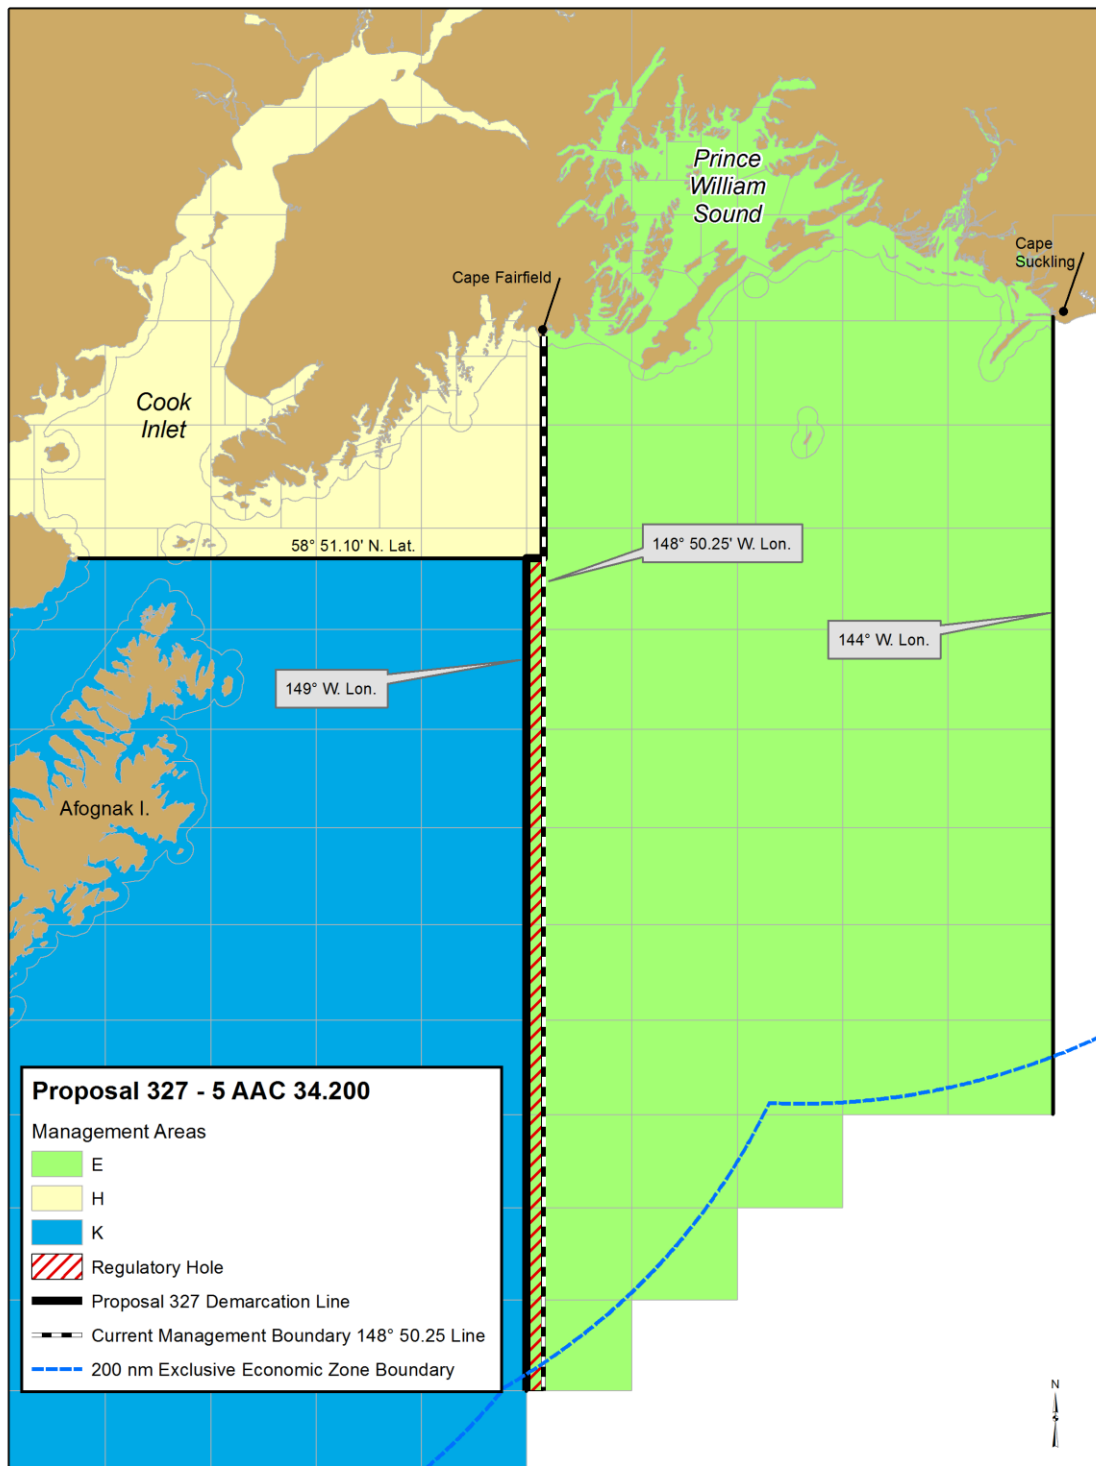 Prince
William
Sound
Cape
Suckling
Cape Fairfield
Cook
Inlet
58° 51.10' N. Lat.
148° 50.25' W. Lon.
144° W. Lon.
149° W. Lon.
Afognak I.
Proposal 327 - 5 AAC 34.200
Management Areas
E
H
K
Regulatory Hole
Proposal 327 Demarcation Line
Current Management Boundary 148° 50.25 Line
200 nm Exclusive Economic Zone Boundary
N